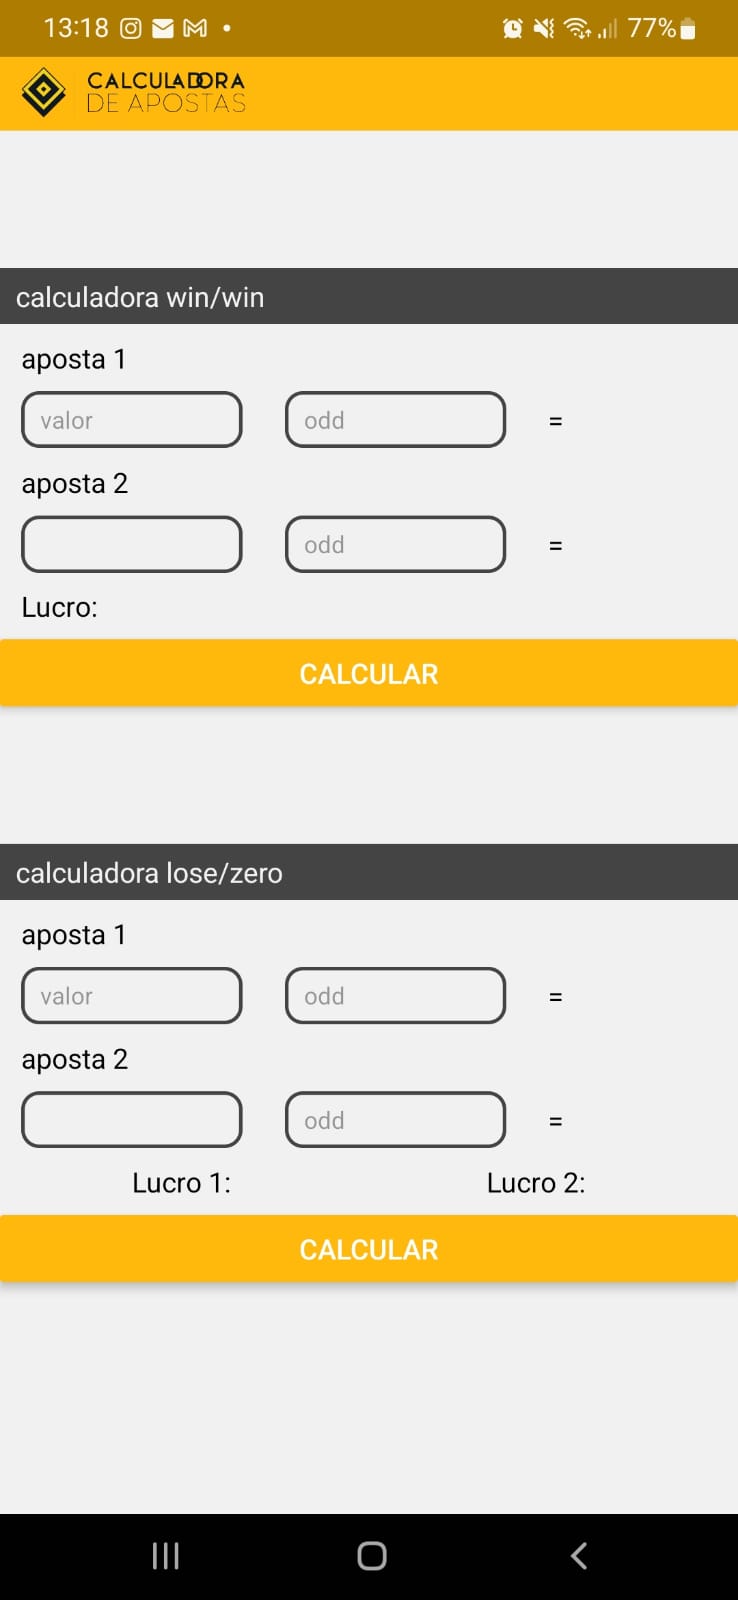 13:18 77%
CALCULADORA
DE APOSTAS
calculadora win/win
aposta 1
valor odd =
aposta 2
odd =
Lucro:
CALCULAR
calculadora lose/zero
aposta 1
valor odd =
aposta 2
odd =
Lucro 1: Lucro 2:
CALCULAR